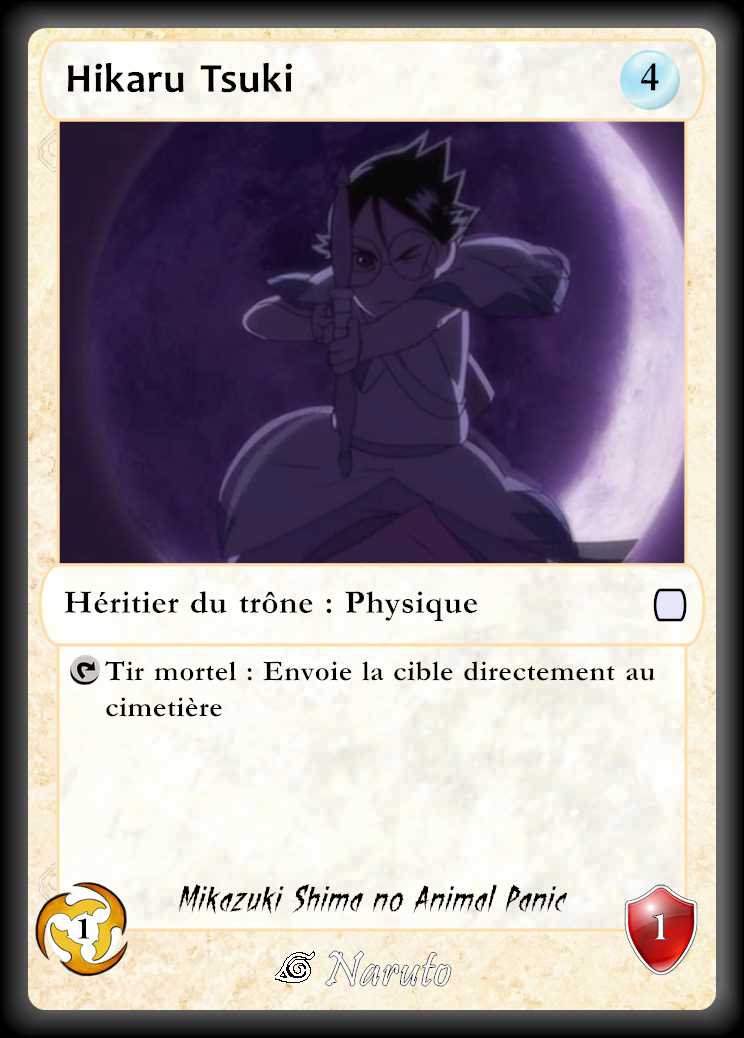 Hikaru Tsuki
4
Héritier du trône : Physique
Tir mortel : Envoie la cible directement au
cimetière
Mikazuki Shima no Animal Panic
1
1
Naruto